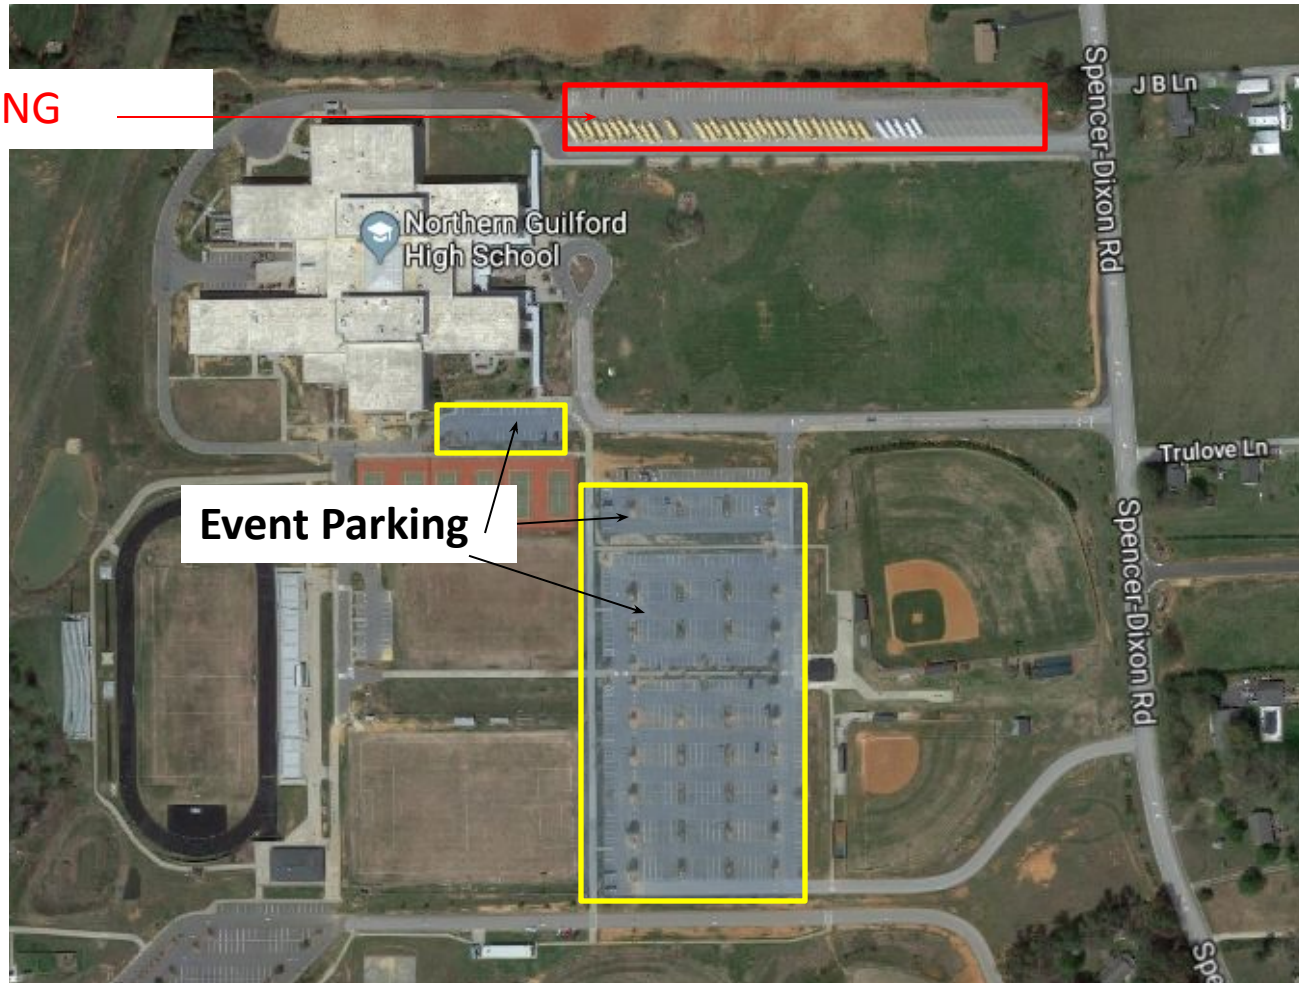 NG
J B Ln
Spencer-Dixon Rd
Northern Guilford
High School
Trulove Ln
Event Parking
Spencer-Dixon Rd
Spe